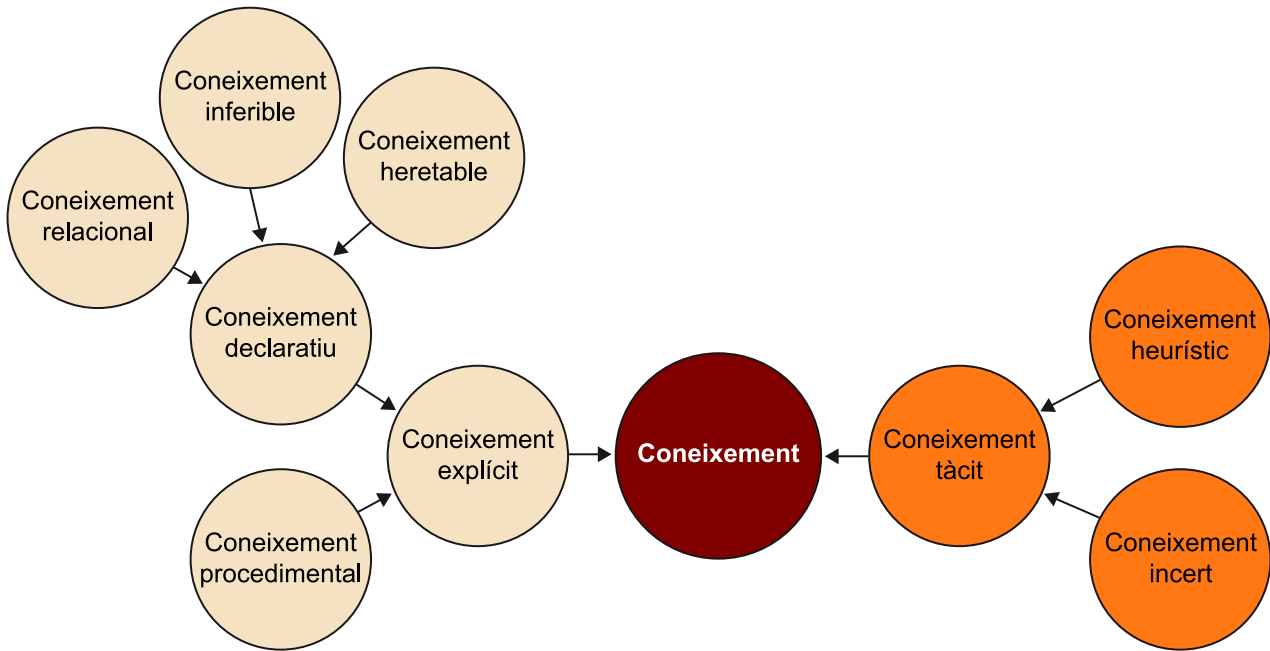 Coneixement
inferible
Coneixement
heretable
Coneixement
relacional
Coneixement
declaratiu
Coneixement
explícit
Coneixement
procedimental
Coneixement
Coneixement
tàcit
Coneixement
heurístic
Coneixement
incert